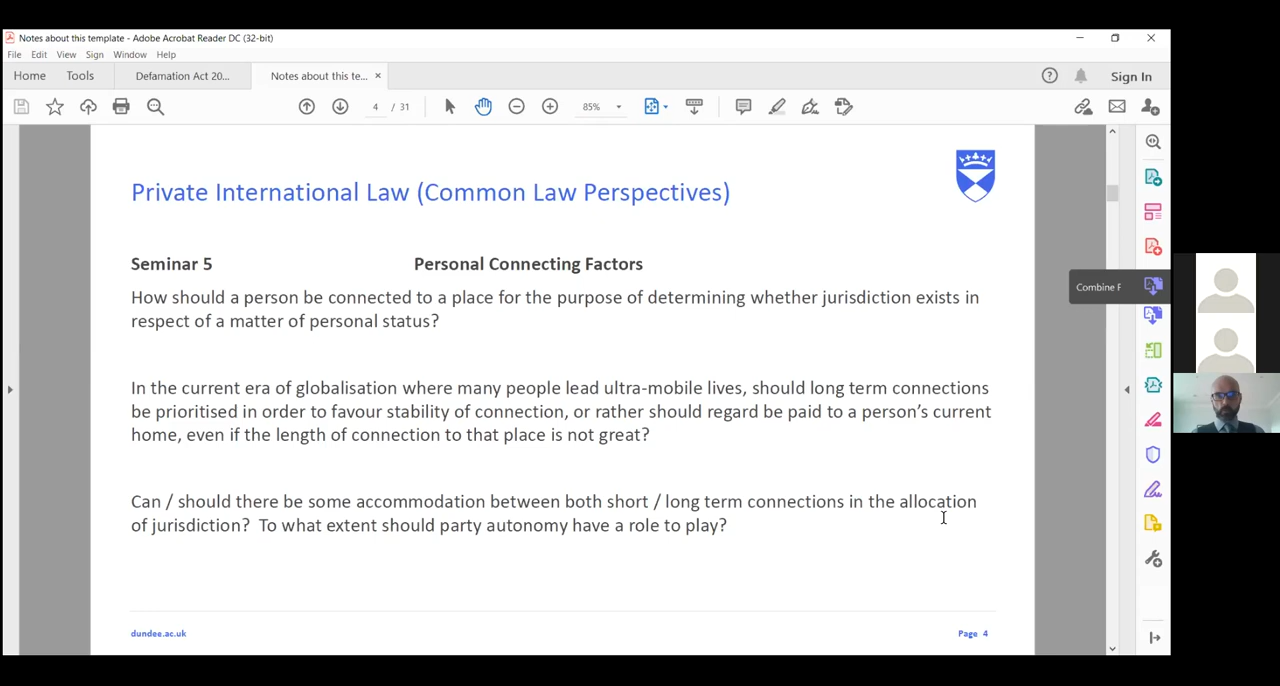 Notes about this template - Adobe Acrobat Reader DC (32-bit)
File Edit View Sign Window Help
Home Tools Defamation Act 20... Notes about this te... × Sign In
4 / 31 85%
Private International Law (Common Law Perspectives)
Seminar 5 Personal Connecting Factors
How should a person be connected to a place for the purpose of determining whether jurisdiction exists in
respect of a matter of personal status?
Combine F
In the current era of globalisation where many people lead ultra-mobile lives, should long term connections
be prioritised in order to favour stability of connection, or rather should regard be paid to a person's current
home, even if the length of connection to that place is not great?
Can / should there be some accommodation between both short / long term connections in the allocation
of jurisdiction? To what extent should party autonomy have a role to play?
dundee.ac.uk Page 4